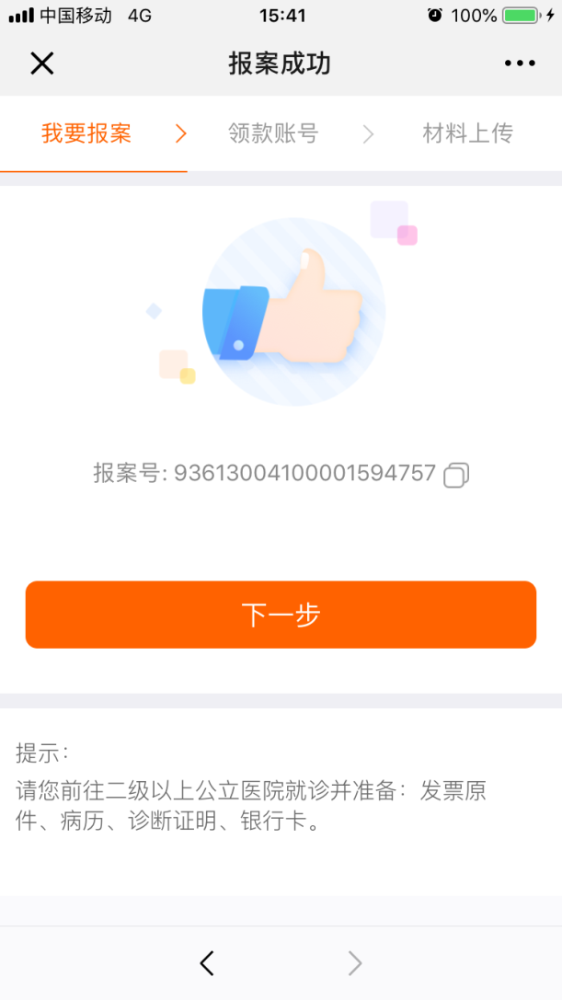 中国移动 4G 15:41 100%
报案成功
我要报案 领款账号 材料上传
报案号: 93613004100001594757
下一步
提示：
请您前往二级以上公立医院就诊并准备：发票原
件、病历、诊断证明、银行卡。